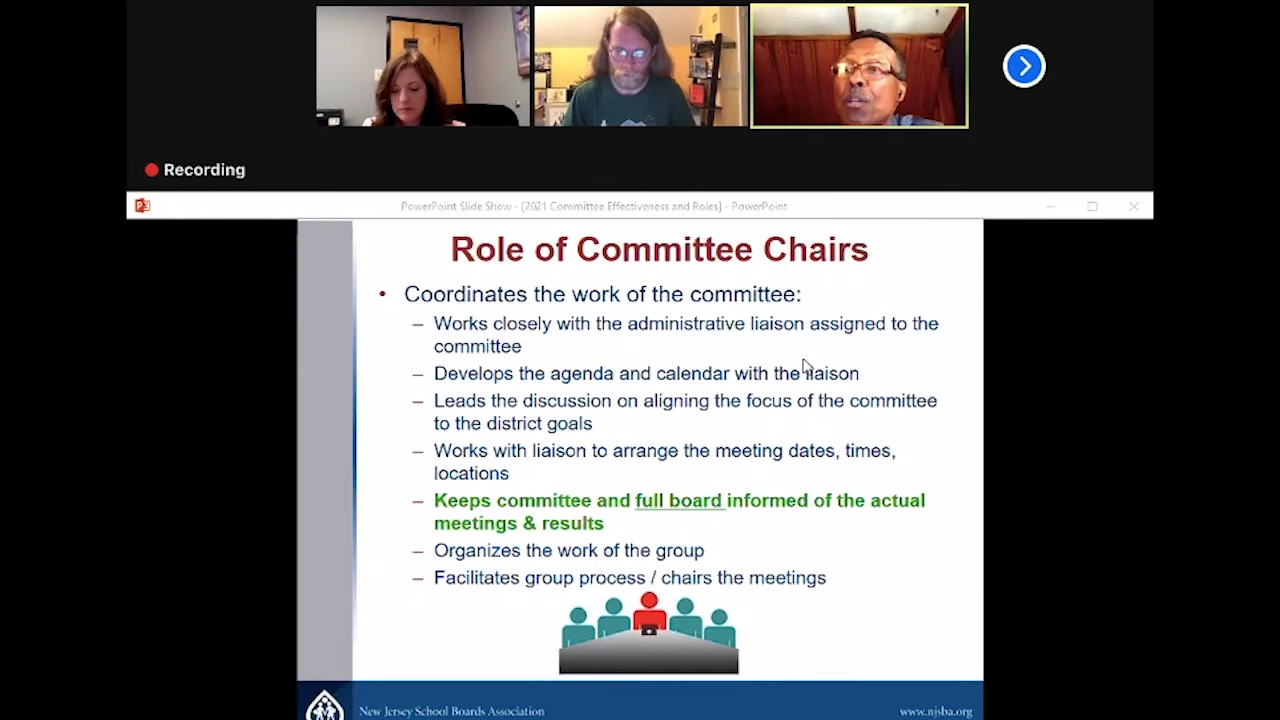 Recording
PowerPoint Slide Show - [2021 Committee Effectiveness and Roles] - PowerPoint
Role of Committee Chairs
• Coordinates the work of the committee:
– Works closely with the administrative liaison assigned to the
committee
– Develops the agenda and calendar with the liaison
– Leads the discussion on aligning the focus of the committee
to the district goals
– Works with liaison to arrange the meeting dates, times,
locations
– Keeps committee and full board informed of the actual
meetings & results
– Organizes the work of the group
– Facilitates group process / chairs the meetings
New Jersey School Boards Association
www.njsba.org